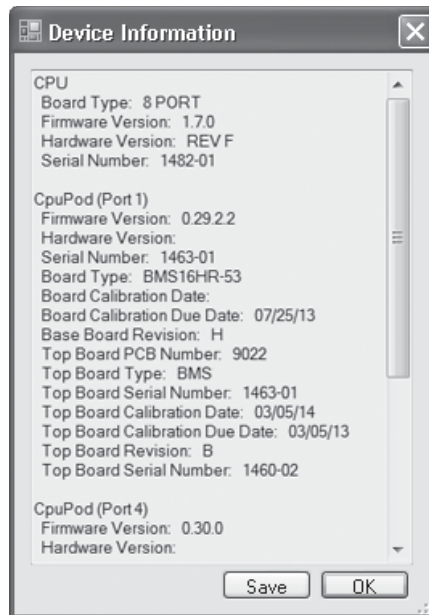 Device Information
CPU
Board Type: 8 PORT
Firmware Version: 1.7.0
Hardware Version: REV F
Serial Number: 1482-01
CpuPod (Port 1)
Firmware Version: 0.29.2.2
Hardware Version:
Serial Number: 1463-01
Board Type: BMS16HR-53
Board Calibration Date:
Board Calibration Due Date: 07/25/13
Base Board Revision: H
Top Board PCB Number: 9022
Top Board Type: BMS
Top Board Serial Number: 1463-01
Top Board Calibration Date: 03/05/14
Top Board Calibration Due Date: 03/05/13
Top Board Revision: B
Top Board Serial Number: 1460-02
CpuPod (Port 4)
Firmware Version: 0.30.0
Hardware Version:
Save OK